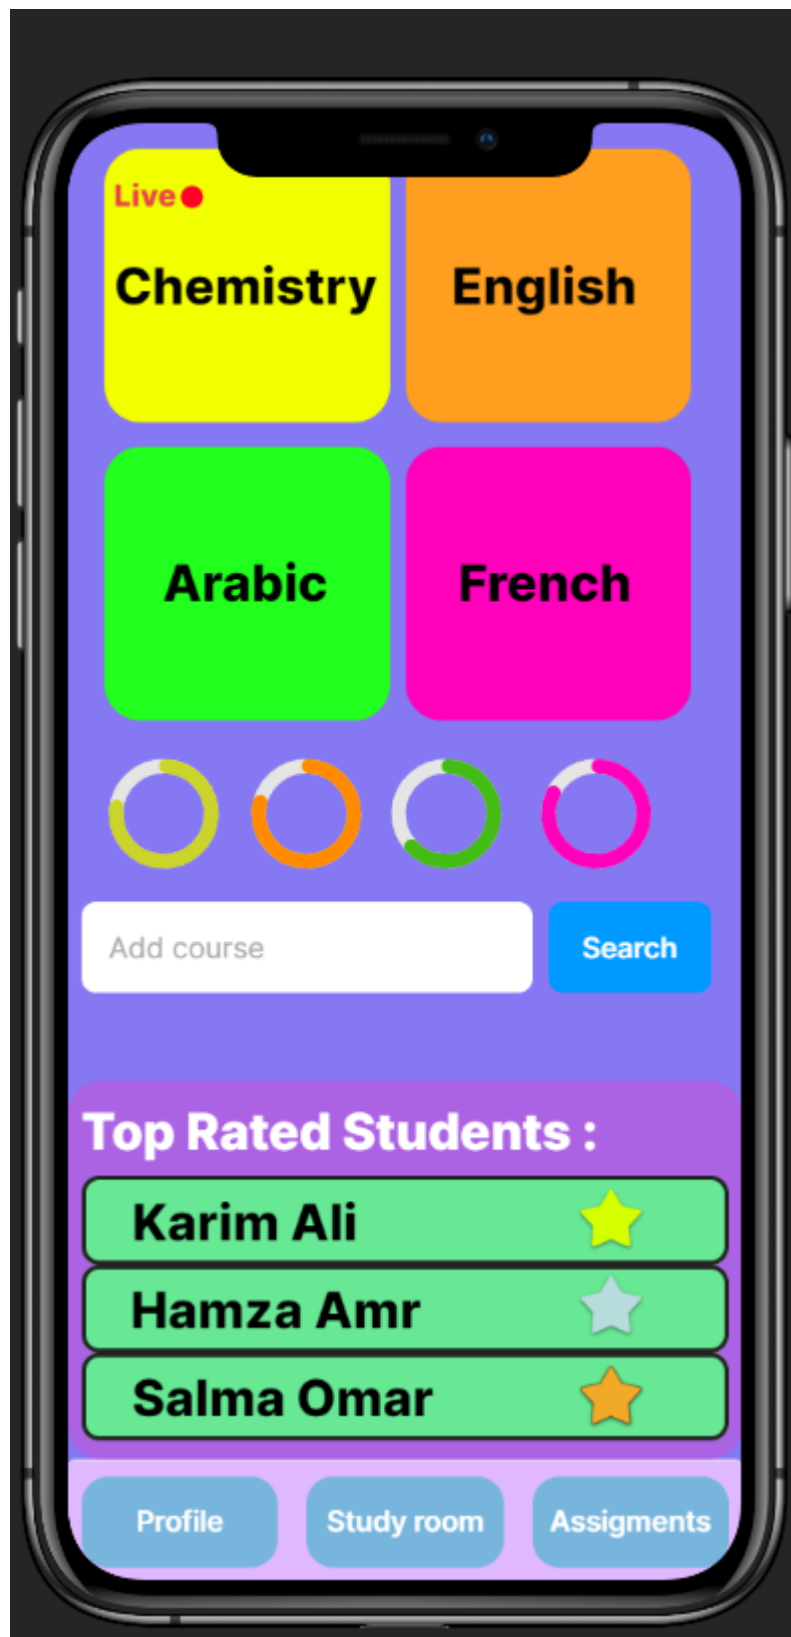 Live
Chemistry
English
Arabic
French
Add course
Search
Top Rated Students :
Karim Ali
Hamza Amr
Salma Omar
Profile
Study room
Assigments